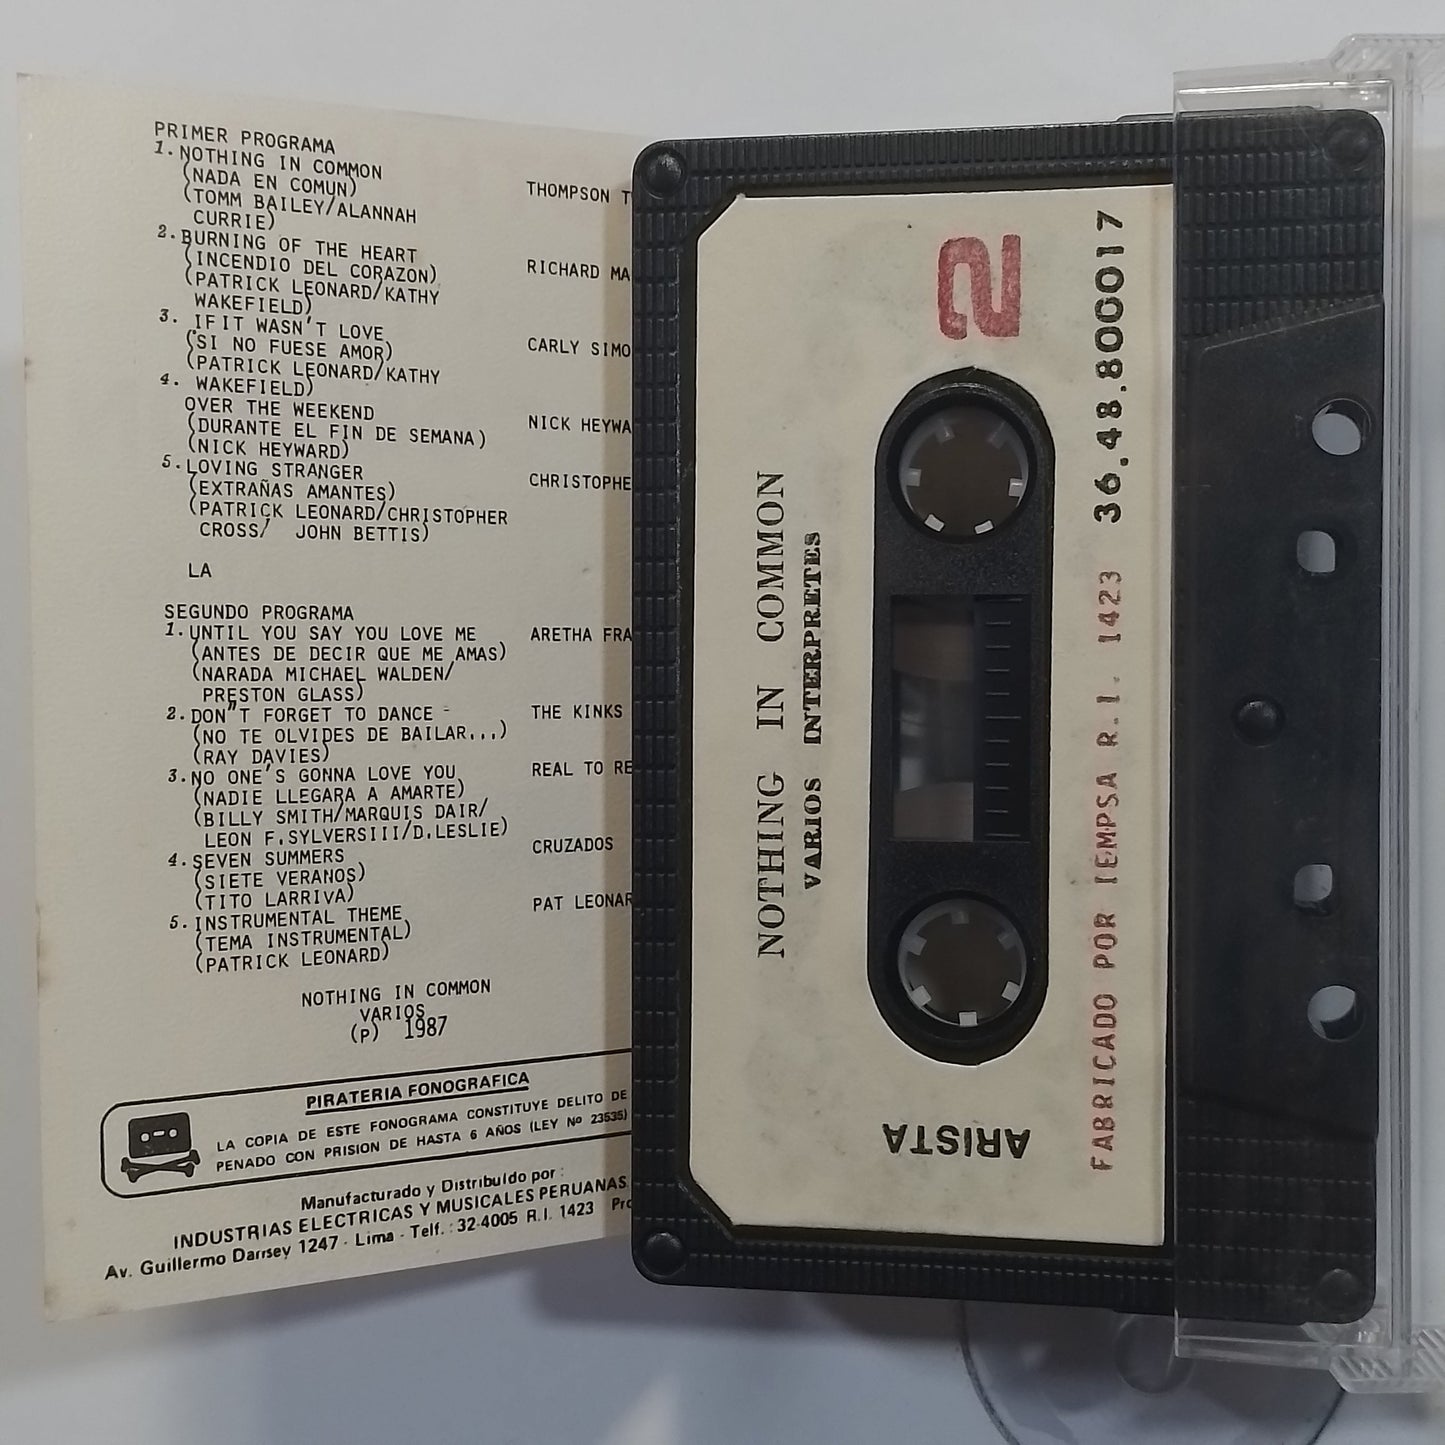 PRIMER PROGRAMA
1. NOTHING IN COMMON
(NADA EN COMUN) THOMPSON
(TOMM BAILEY/ALANNAH
CURRIE)
2. BURNING OF THE HEART
(INCENDIO DEL CORAZON) RICHARD MA
(PATRICK LEONARD/KATHY
WAKEFIELD)
3. IF IT WASN'T LOVE
(SI NO FUESE AMOR) CARLY SIMO
(PATRICK LEONARD/KATHY
4. WAKEFIELD)
OVER THE WEEKEND
(DURANTE EL FIN DE SEMANA) NICK HEYWA
(NICK HEYWARD)
5. LOVING STRANGER
(EXTRAÑAS AMANTES) CHRISTOPHE
(PATRICK LEONARD/CHRISTOPHER
CROSS/ JOHN BETTIS)
LA
SEGUNDO PROGRAMA
1. UNTIL YOU SAY YOU LOVE ME ARETHA FRA
(ANTES DE DECIR QUE ME AMAS)
(NARADA MICHAEL WALDEN/
PRESTON GLASS)
2. DON"T FORGET TO DANCE - THE KINKS
(NO TE OLVIDES DE BAILAR...)
(RAY DAVIES)
3. NO ONE'S GONNA LOVE YOU REAL TO RE
(NADIE LLEGARA A AMARTE)
(BILLY SMITH/MARQUIS DAIR/
LEON F.SYLVERSIII/D.LESLIE)
4. SEVEN SUMMERS CRUZADOS
(SIETE VERANOS)
(TITO LARRIVA)
5. INSTRUMENTAL THEME PAT LEONAR
(TEMA INSTRUMENTAL)
(PATRICK LEONARD)
NOTHING IN COMMON
VARIOS
(P) 1987
PIRATERIA FONOGRAFICA
LA COPIA DE ESTE FONOGRAMA CONSTITUYE DELITO DE
PENADO CON PRISION DE HASTA 6 AÑOS (LEY Nº 23535)
Manufacturado y Distribuido por :
INDUSTRIAS ELECTRICAS Y MUSICALES PERUANAS
Av. Guillermo Dansey 1247 - Lima - Telf. : 32-4005 R.I. 1423
NOTHING IN COMMON
VARIOS INTERPRETES
2
ARISTA
FABRICADO POR IEMPSA R.I. 1423 36.48.800017